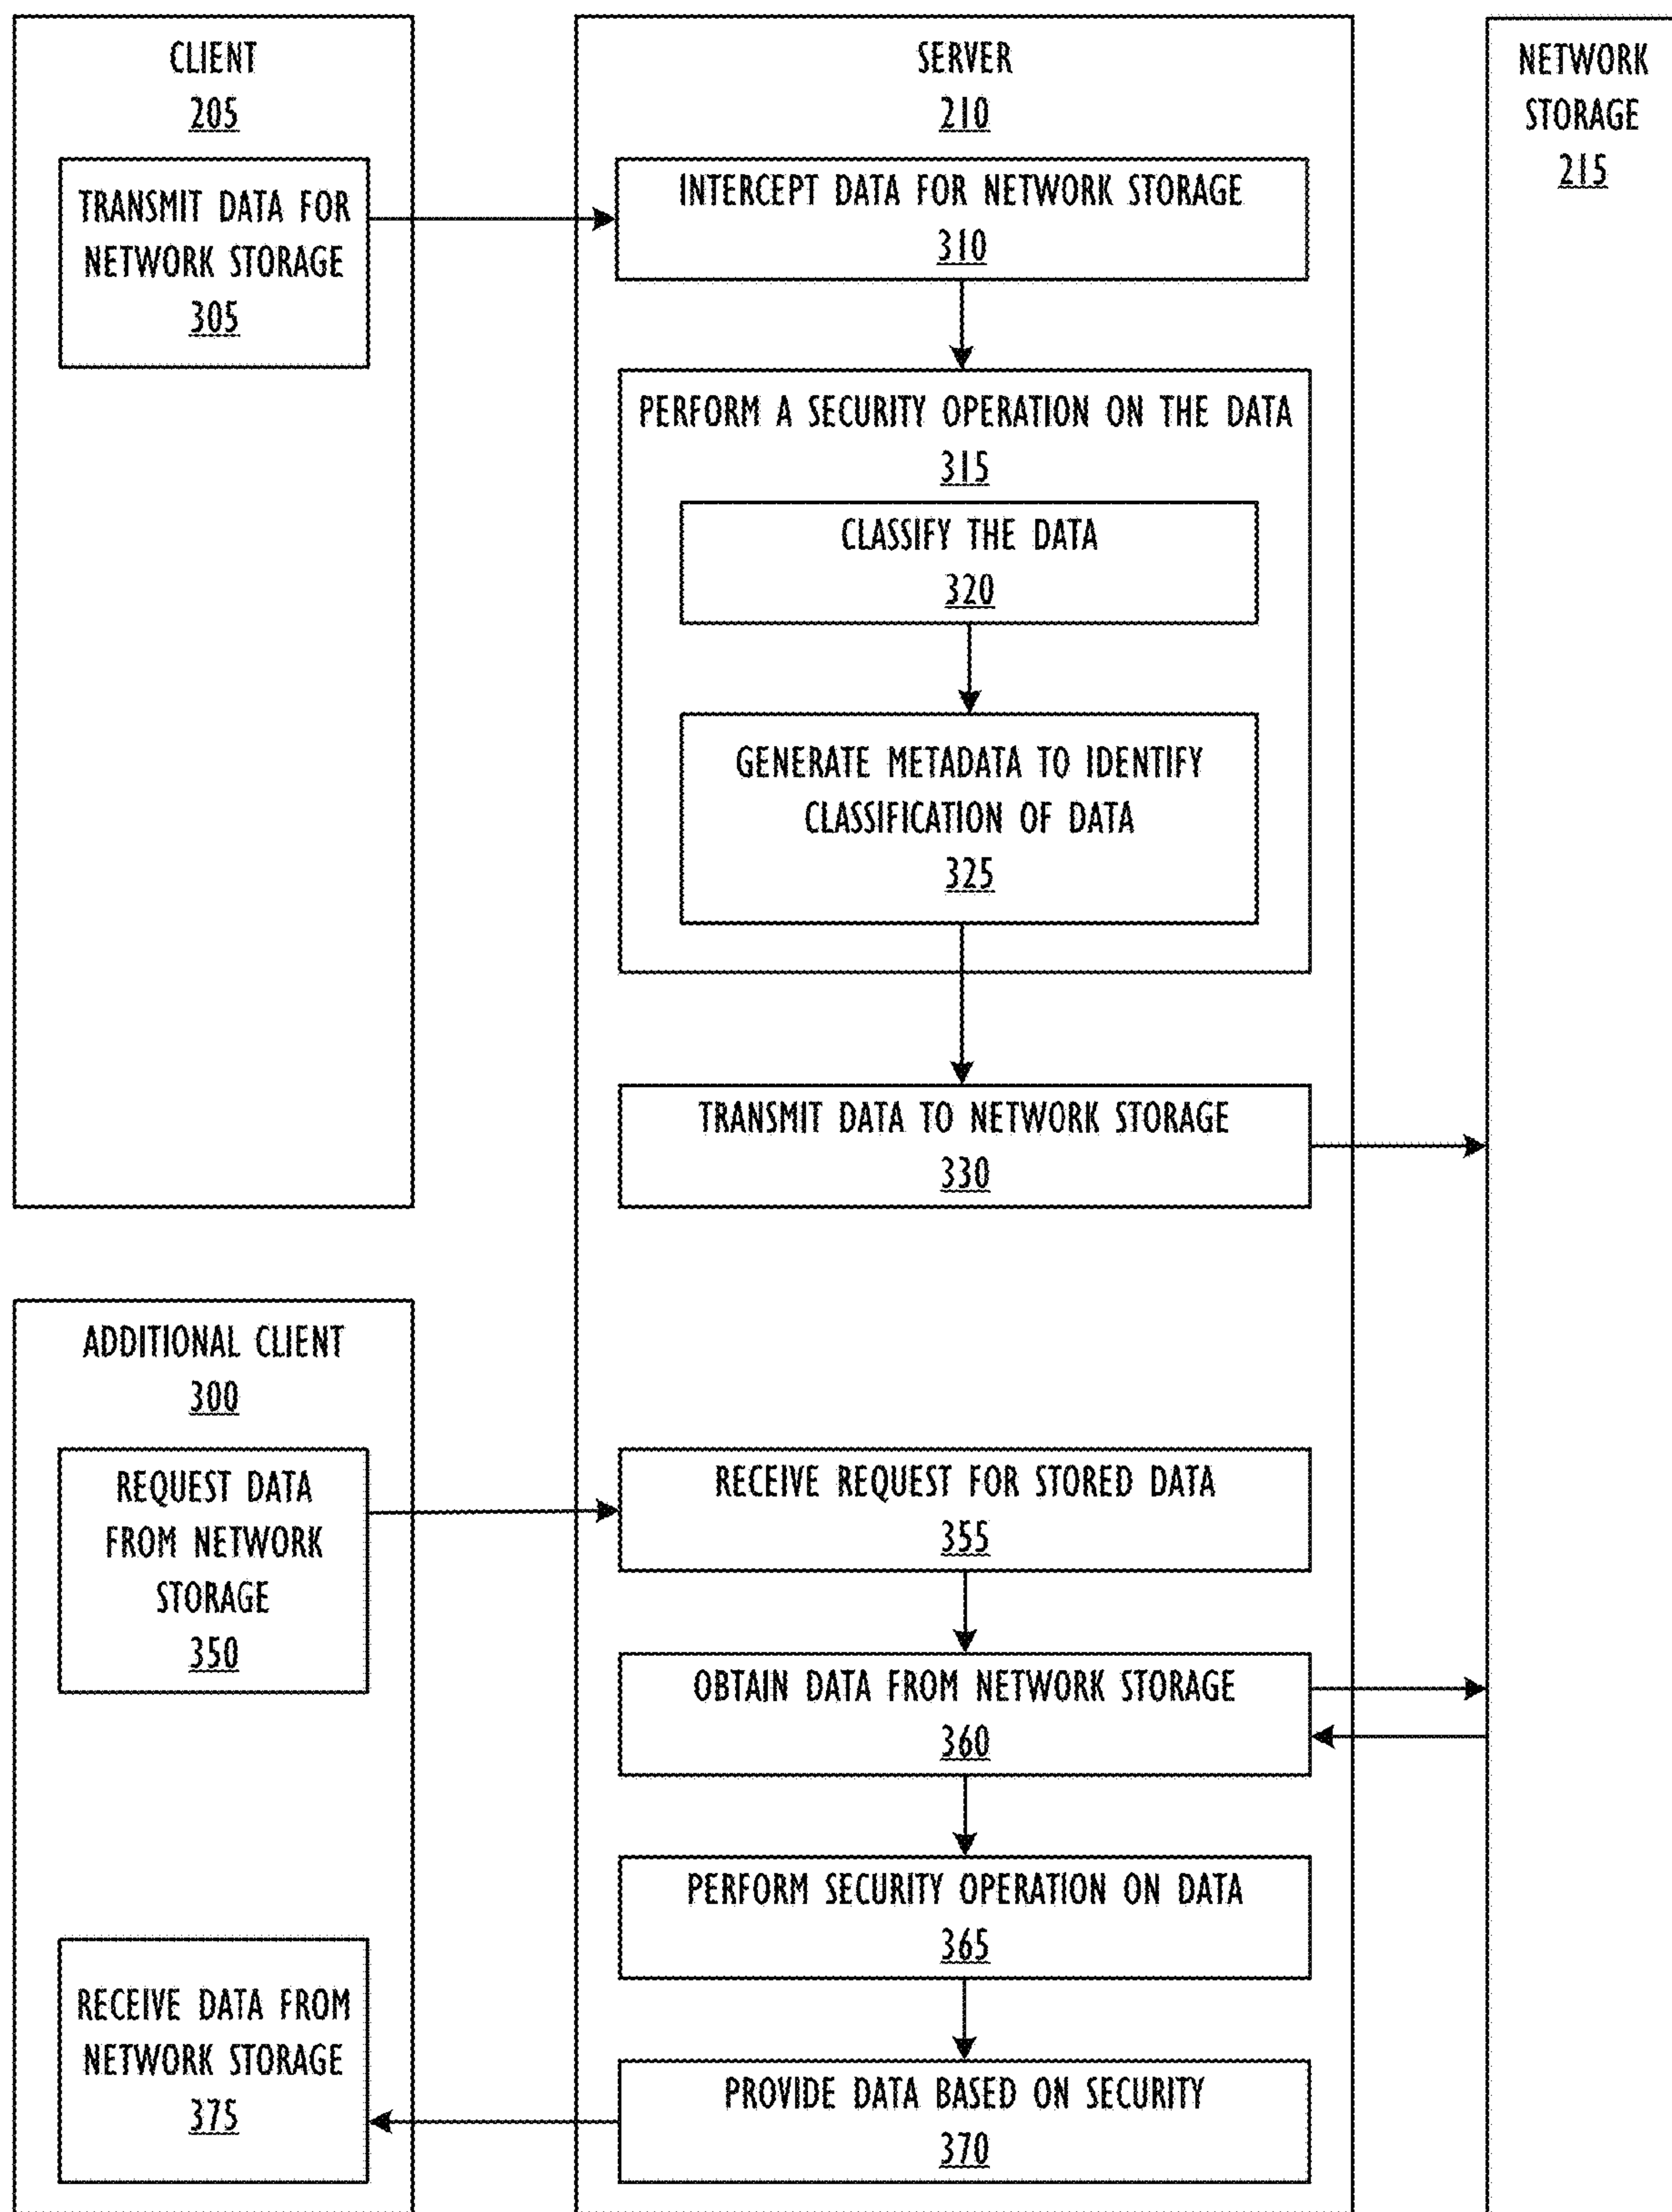 CLIENT
205
TRANSMIT DATA FOR
NETWORK STORAGE
305
SERVER
210
INTERCEPT DATA FOR NETWORK STORAGE
310
PERFORM A SECURITY OPERATION ON THE DATA
315
CLASSIFY THE DATA
320
GENERATE METADATA TO IDENTIFY
CLASSIFICATION OF DATA
325
TRANSMIT DATA TO NETWORK STORAGE
330
NETWORK
STORAGE
215
ADDITIONAL CLIENT
300
REQUEST DATA
FROM NETWORK
STORAGE
350
RECEIVE REQUEST FOR STORED DATA
355
OBTAIN DATA FROM NETWORK STORAGE
360
PERFORM SECURITY OPERATION ON DATA
365
PROVIDE DATA BASED ON SECURITY
370
RECEIVE DATA FROM
NETWORK STORAGE
375